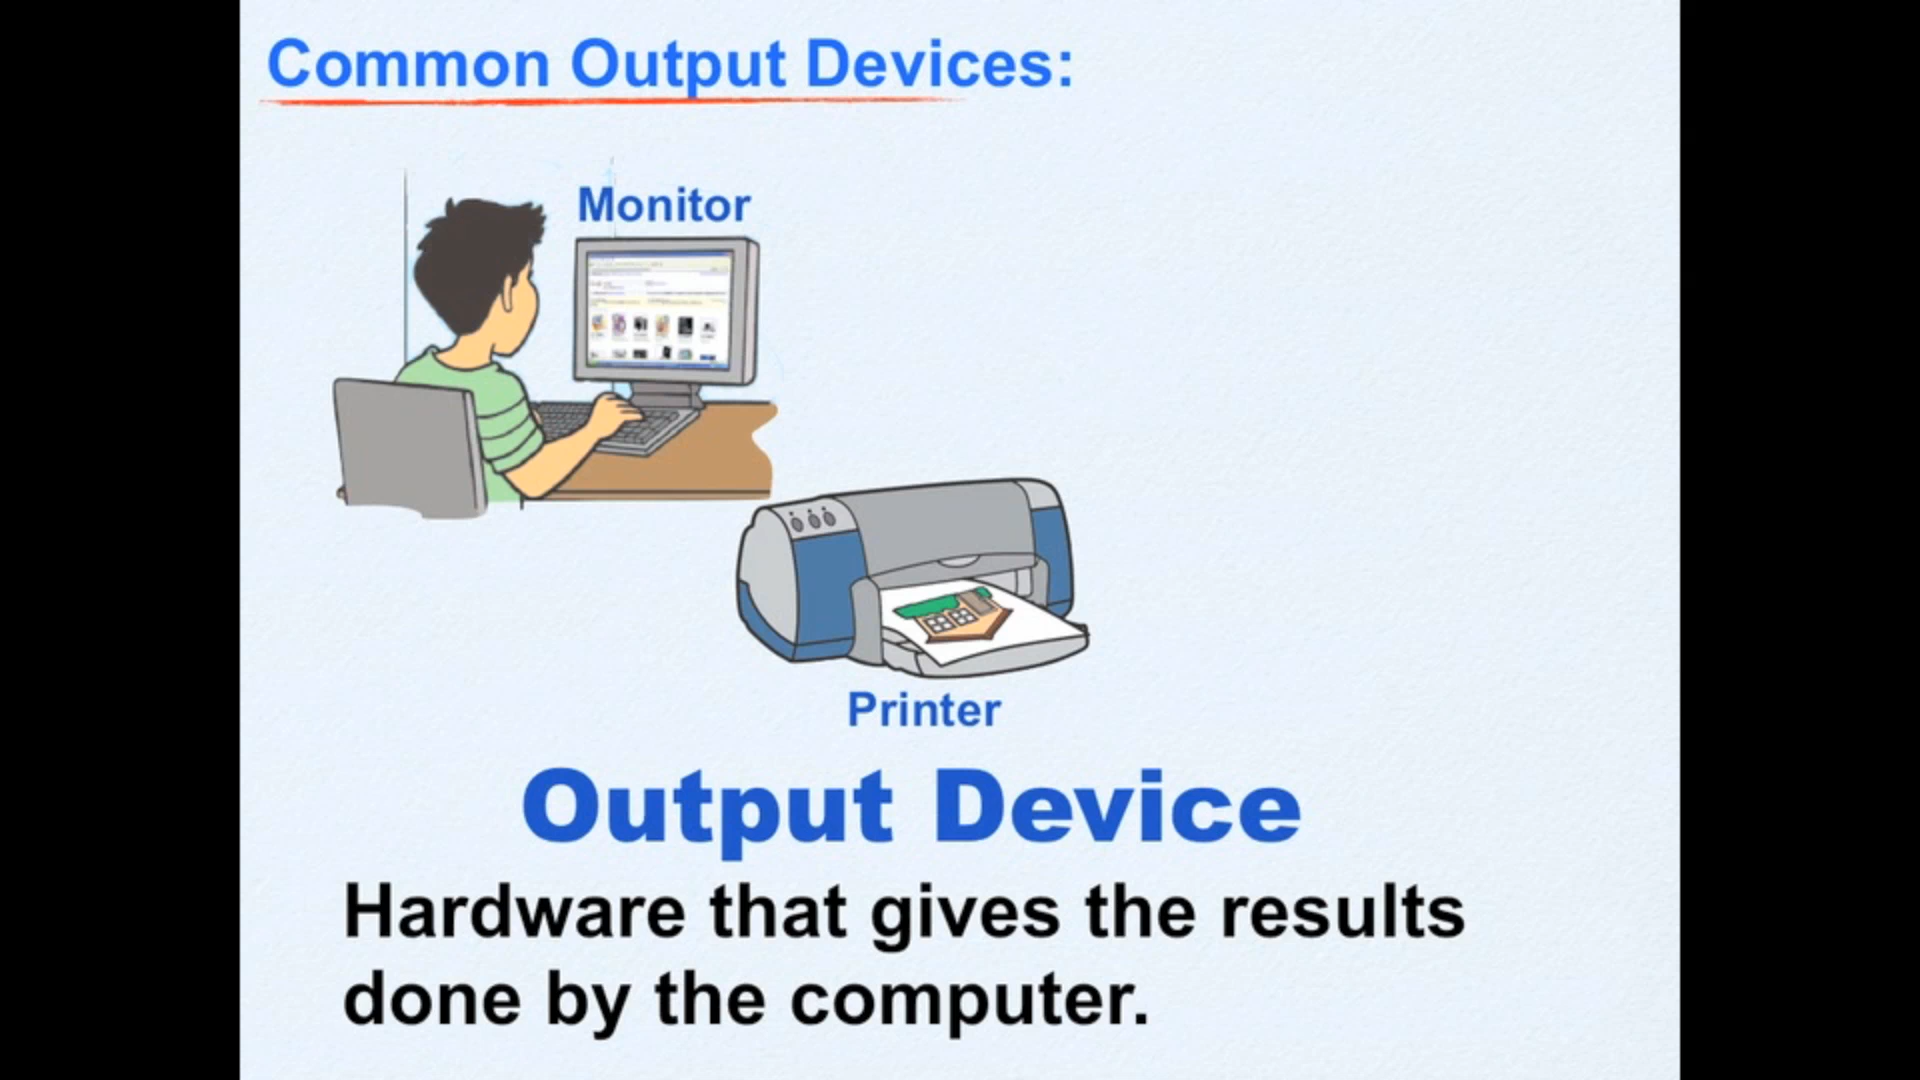 Common Output Devices:
Monitor
Printer
Output Device
Hardware that gives the results
done by the computer.